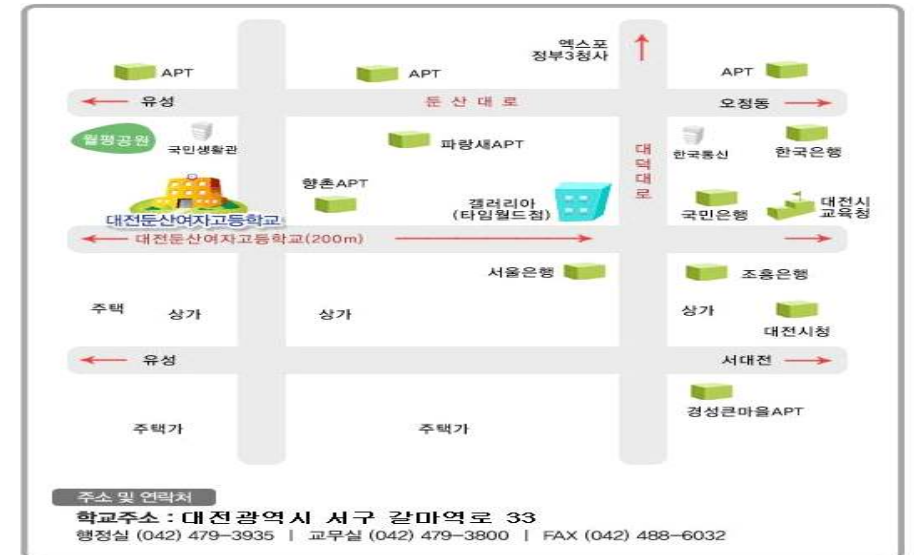 엑스포
정부3청사
APT
APT
APT
유성
둔산대로
오정동
월평공원
국민생활관
파랑새APT
대덕대로
한국통신
한국은행
향촌APT
갤러리아
(타임월드점)
국민은행
대전시
교육청
대전둔산여자고등학교
대전둔산여자고등학교(200m)
서울은행
조흥은행
주택
상가
상가
상가
대전시청
유성
서대전
경성큰마을APT
주택가
주택가
주소 및 연락처
학교주소 : 대전광역시 서구 갈마역로 33
행정실 (042) 479-3935 | 교무실 (042) 479-3800 | FAX (042) 488-6032